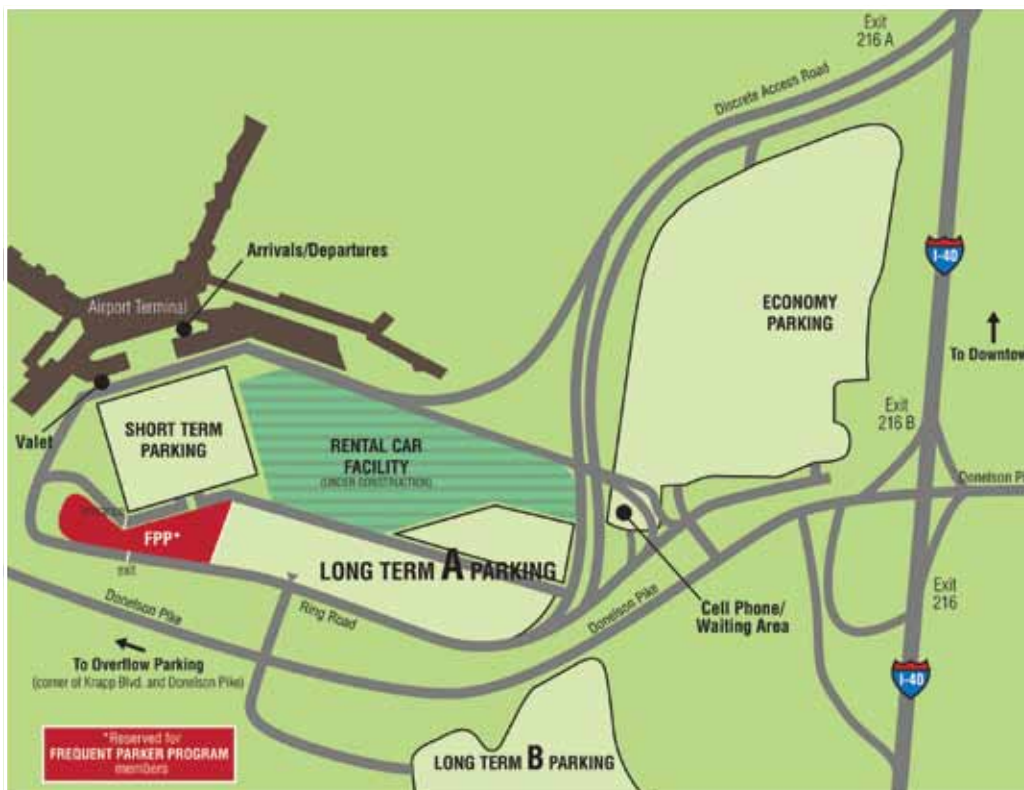 Exit
216 A
Discrete Access Road
I-40
Arrivals/Departures
Airport Terminal
ECONOMY
PARKING
To Downtow
Exit
216 B
Valet
SHORT TERM
PARKING
RENTAL CAR
FACILITY
(UNDER CONSTRUCTION)
Donelson Pi
FPP*
exit
LONG TERM A PARKING
Donelson Pike
Ring Road
Donelson Pike
Cell Phone/
Waiting Area
Exit
216
To Overflow Parking
(corner of Knapp Blvd. and Donelson Pike)
I-40
*Reserved for
FREQUENT PARKER PROGRAM
members
LONG TERM B PARKING